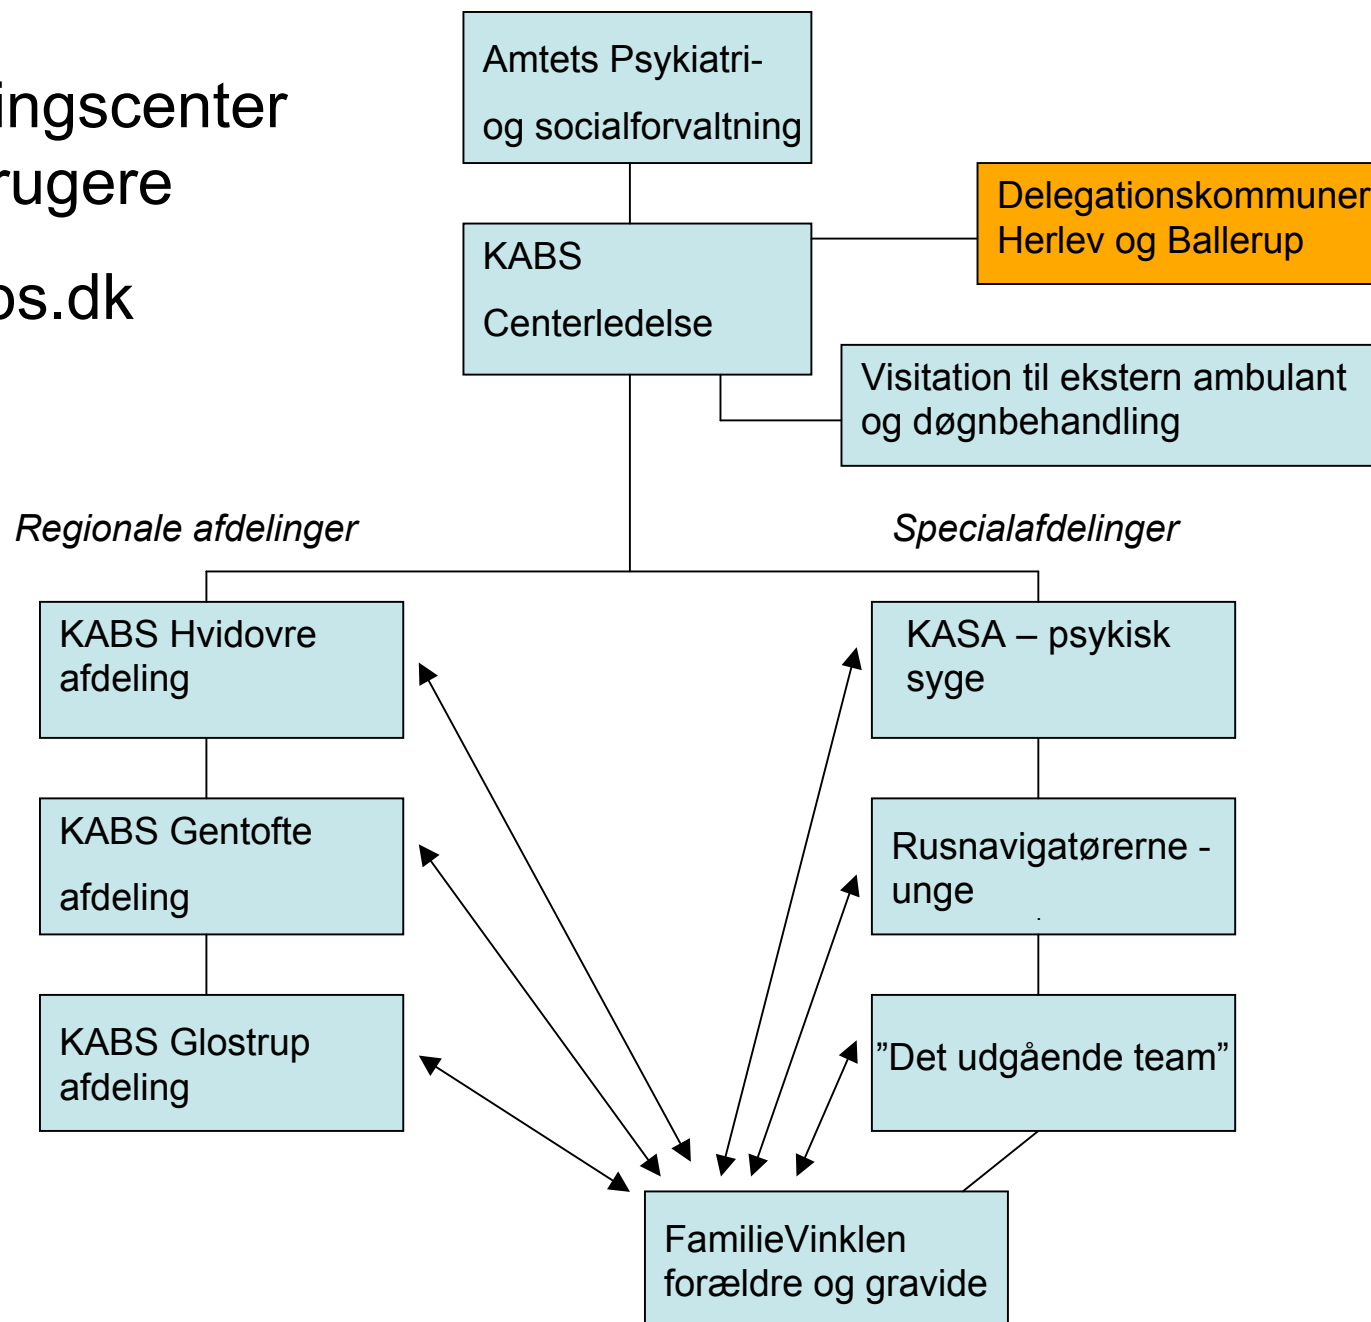 ingscenter
rugere
os.dk
Amtets Psykiatri-
og socialforvaltning
Delegationskommuner
Herlev og Ballerup
KABS
Centerledelse
Visitation til ekstern ambulant
og døgnbehandling
Regionale afdelinger
Specialafdelinger
KABS Hvidovre
afdeling
KASA – psykisk
syge
KABS Gentofte
afdeling
Rusnavigatørerne -
unge
KABS Glostrup
afdeling
”Det udgående team”
FamilieVinklen
forældre og gravide